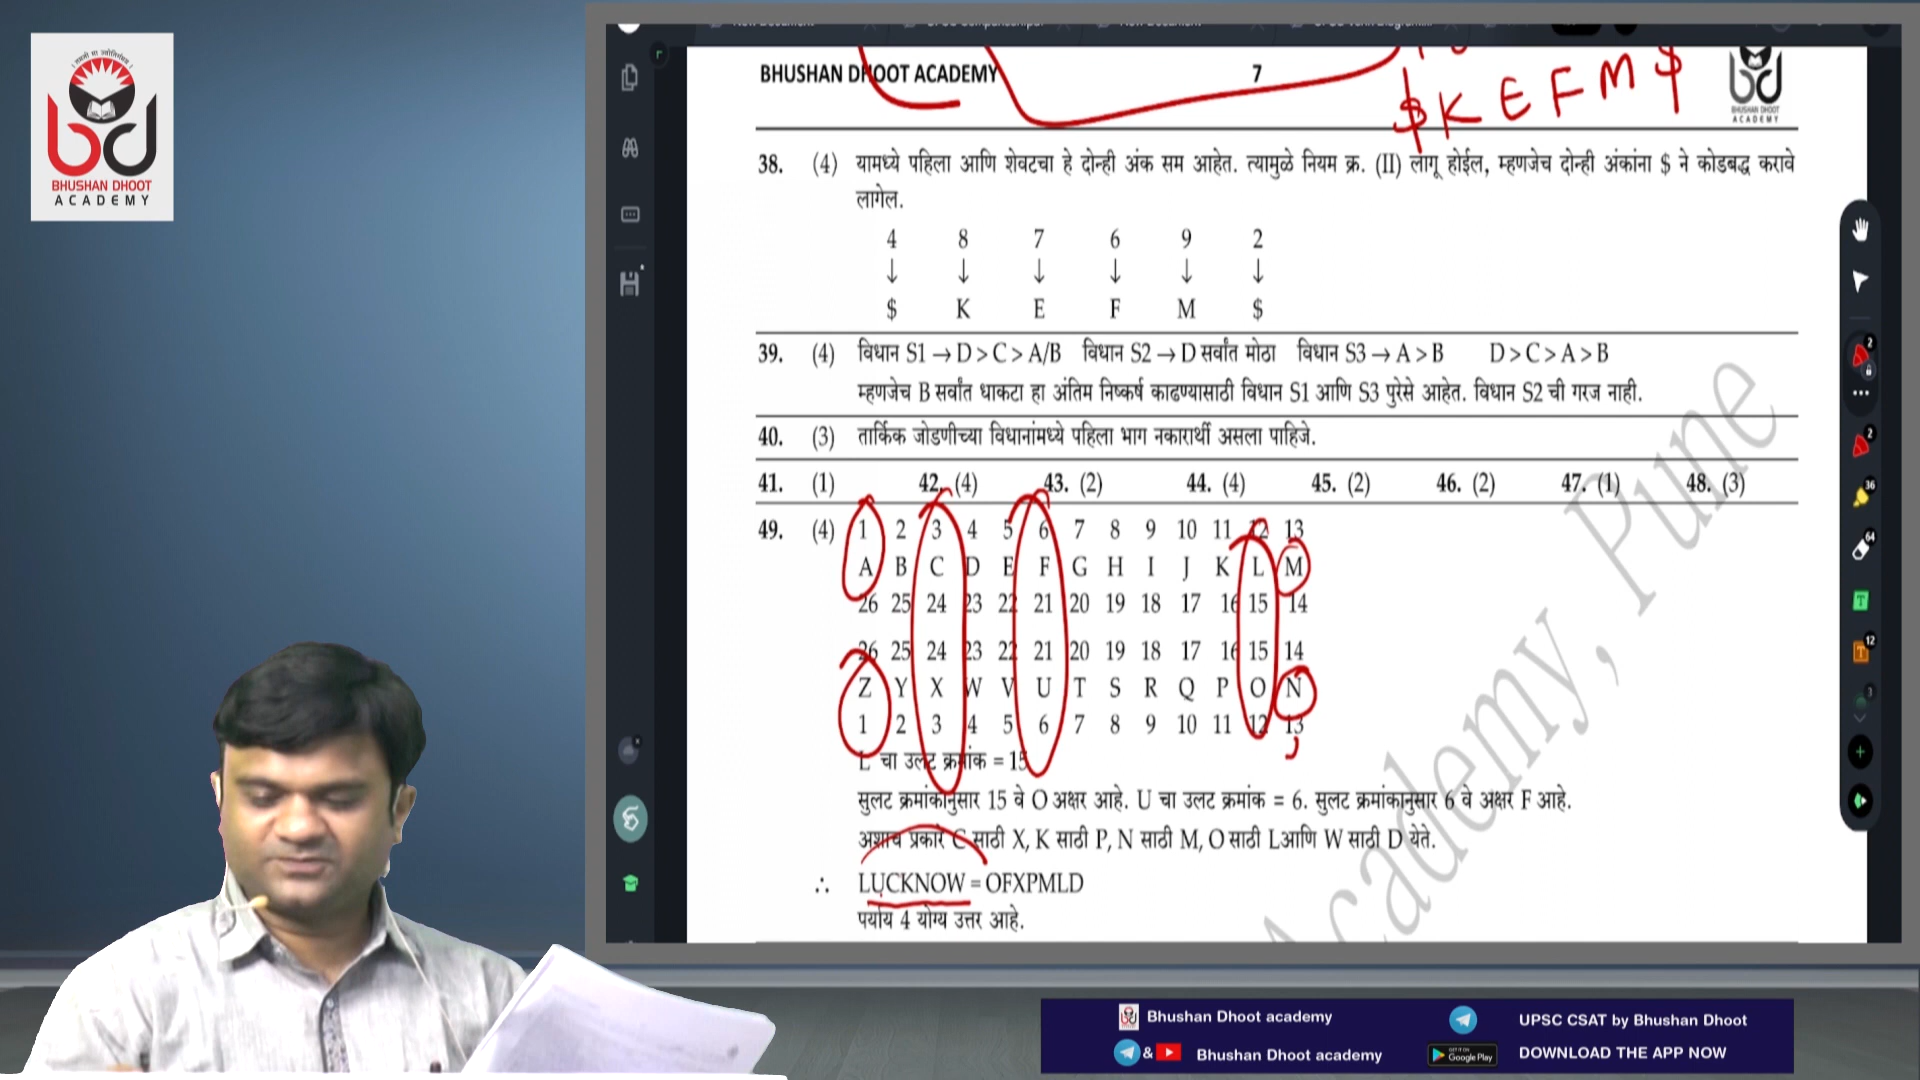 BHUSHAN DHOOT
ACADEMY
BHUSHAN DHOOT ACADEMY 7
$ K E F M $
BHUSHAN DHOOT
ACADEMY
38. (4) यामध्ये पहिला आणि शेवटचा हे दोन्ही अंक सम आहेत. त्यामुळे नियम क्र. (II) लागू होईल, म्हणजेच दोन्ही अंकांना $ ने कोडबद्ध करावे
लागेल.
4 8 7 6 9 2
↓ ↓ ↓ ↓ ↓ ↓
$ K E F M $
39. (4) विधान S1 → D > C > A/B विधान S2 → D सर्वांत मोठा विधान S3 → A > B D > C > A > B
म्हणजेच B सर्वांत धाकटा हा अंतिम निष्कर्ष काढण्यासाठी विधान S1 आणि S3 पुरेसे आहेत. विधान S2 ची गरज नाही.
40. (3) तार्किक जोडणीच्या विधानांमध्ये पहिला भाग नकारार्थी असला पाहिजे.
41. (1) 42. (4) 43. (2) 44. (4) 45. (2) 46. (2) 47. (1) 48. (3)
49. (4) 1 2 3 4 5 6 7 8 9 10 11 12 13
A B C D E F G H I J K L M
26 25 24 23 22 21 20 19 18 17 16 15 14
26 25 24 23 22 21 20 19 18 17 16 15 14
Z Y X W V U T S R Q P O N
1 2 3 4 5 6 7 8 9 10 11 12 13
L चा उलट क्रमांक = 15
सुलट क्रमांकानुसार 15 वे O अक्षर आहे. U चा उलट क्रमांक = 6. सुलट क्रमांकानुसार 6 वे अक्षर F आहे.
अशाच प्रकारे C साठी X, K साठी P, N साठी M, O साठी L आणि W साठी D येते.
∴ LUCKNOW = OFXPMLD
पर्याय 4 योग्य उत्तर आहे.
Academy, Pune
Bhushan Dhoot academy
& Bhushan Dhoot academy
UPSC CSAT by Bhushan Dhoot
Google Play DOWNLOAD THE APP NOW